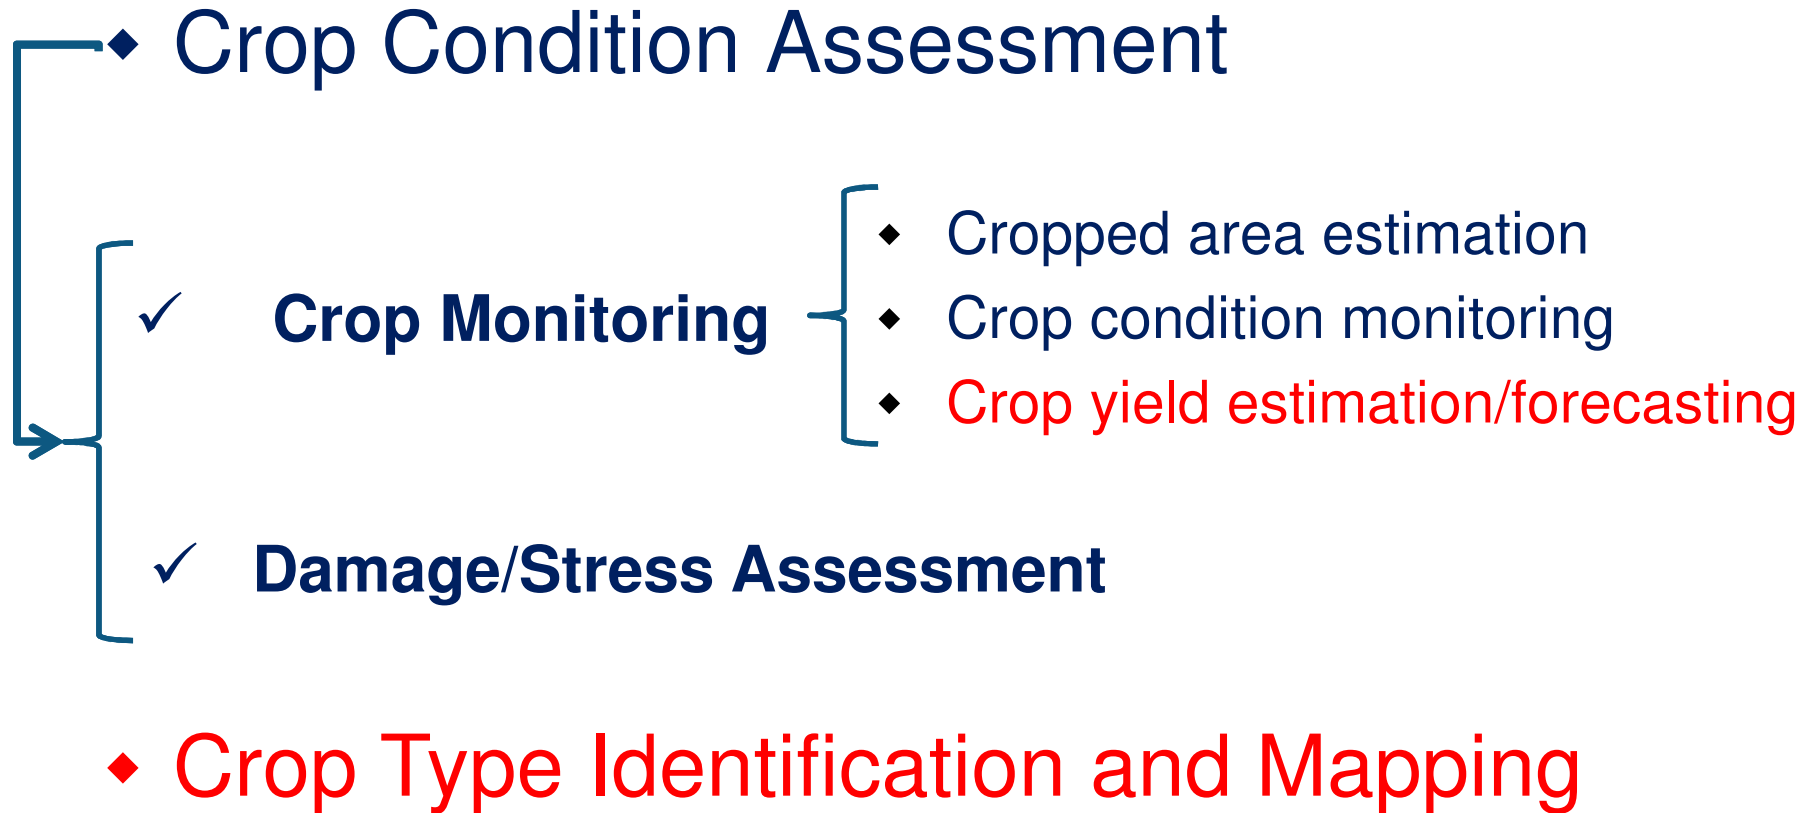 Crop Condition Assessment
Cropped area estimation
Crop Monitoring
Crop condition monitoring
Crop yield estimation/forecasting
Damage/Stress Assessment
Crop Type Identification and Mapping